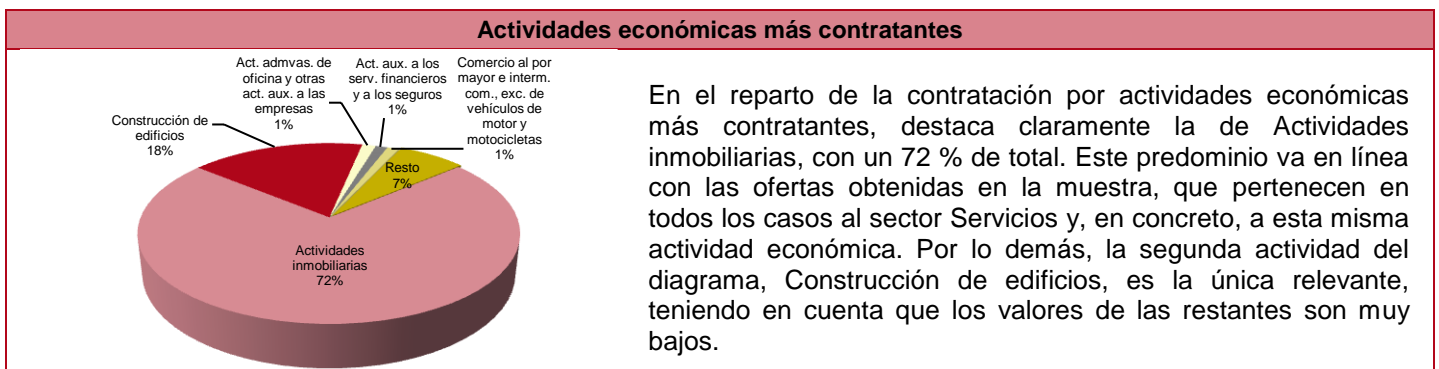 Actividades económicas más contratantes
Act. admvas. de
oficina y otras
act. aux. a las
empresas
1%
Act. aux. a los
serv. financieros
y a los seguros
1%
Comercio al por
mayor e interm.
com., exc. de
vehículos de
motor y
motocicletas
1%
Construcción de
edificios
18%
Resto
7%
Actividades
inmobiliarias
72%
En el reparto de la contratación por actividades económicas
más contratantes, destaca claramente la de Actividades
inmobiliarias, con un 72 % de total. Este predominio va en línea
con las ofertas obtenidas en la muestra, que pertenecen en
todos los casos al sector Servicios y, en concreto, a esta misma
actividad económica. Por lo demás, la segunda actividad del
diagrama, Construcción de edificios, es la única relevante,
teniendo en cuenta que los valores de las restantes son muy
bajos.